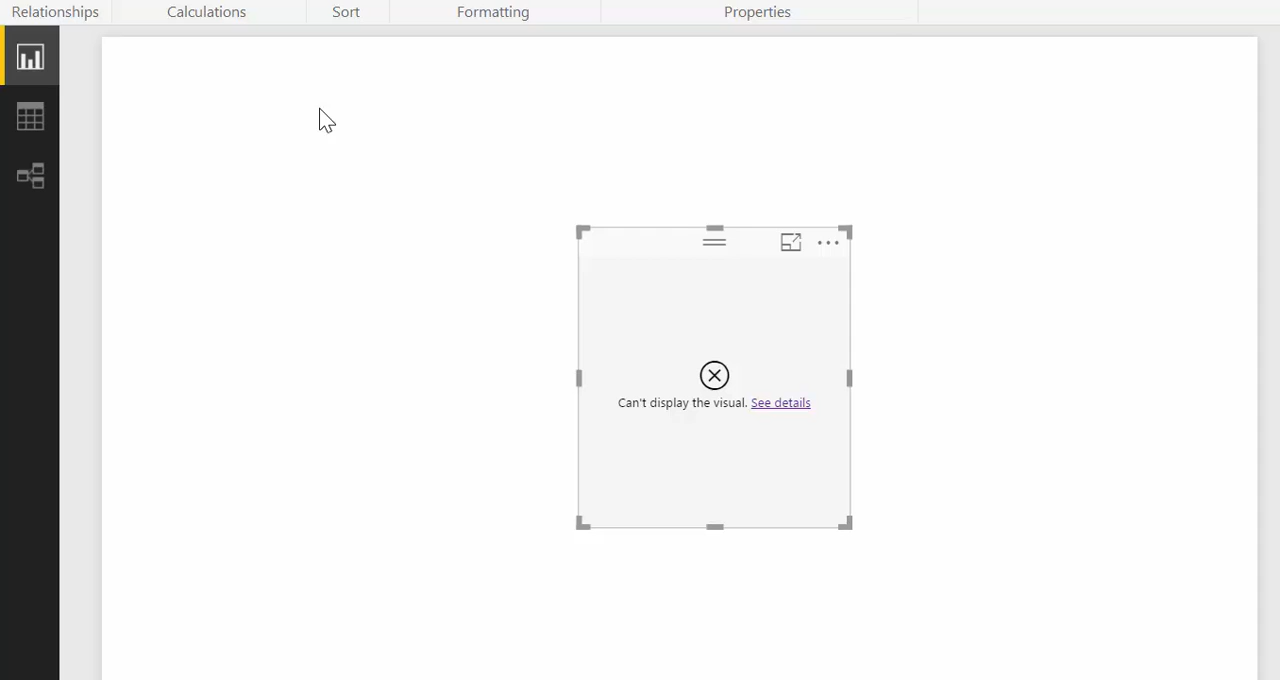 Relationships Calculations Sort Formatting Properties
Can't display the visual. See details